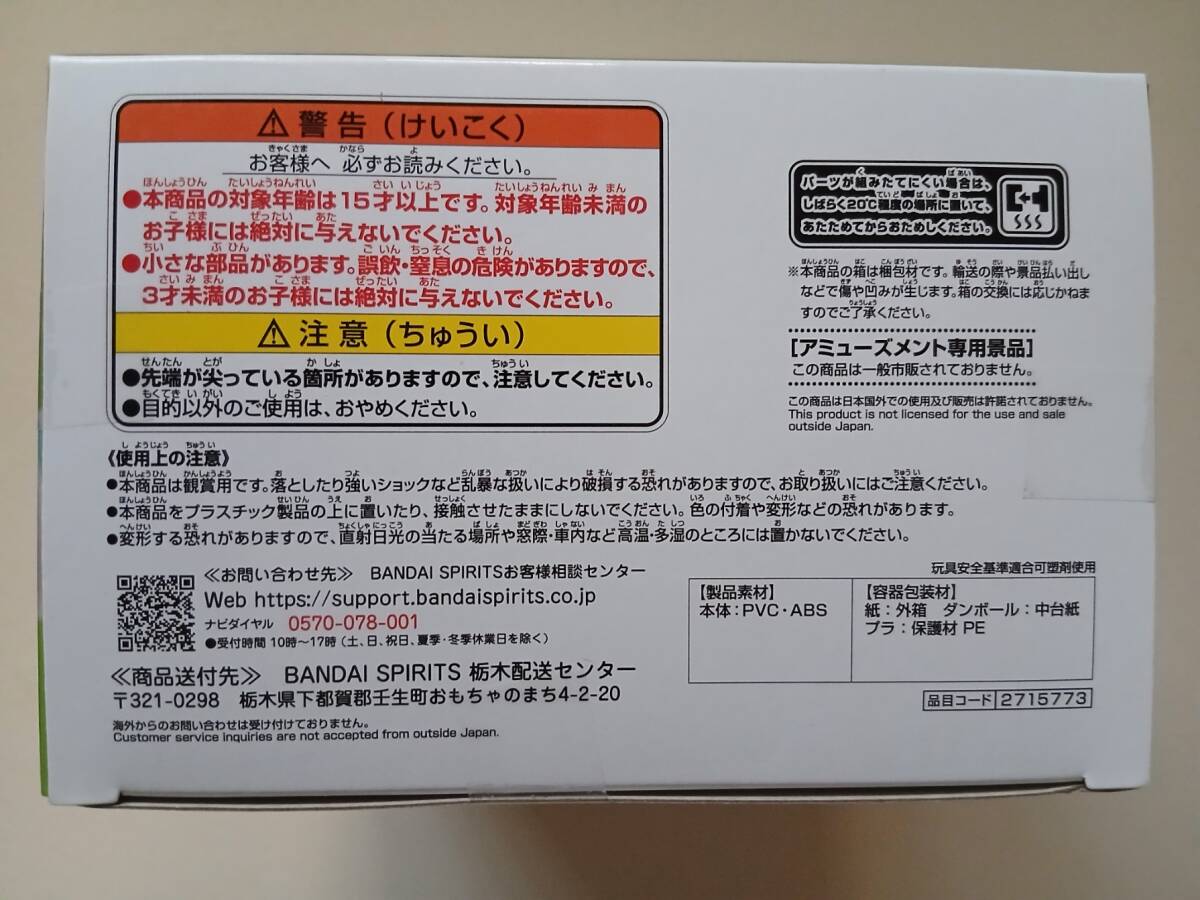 ⚠警告（けいこく）
お客様へ 必ずお読みください。
●本商品の対象年齢は15才以上です。対象年齢未満の
お子様には絶対に与えないでください。
●小さな部品があります。誤飲・窒息の危険がありますので、
3才未満のお子様には絶対に与えないでください。
⚠注意（ちゅうい）
●先端が尖っている箇所がありますので、注意してください。
●目的以外のご使用は、おやめください。
パーツが組みたてにくい場合は、
しばらく20℃程度の場所に置いて、
あたためてからおためしください。
※本商品の箱は梱包材です。輸送の際や景品払い出し
などで傷や凹みが生じます。箱の交換には応じかねま
すのでご了承ください。
［アミューズメント専用景品］
この商品は一般市販されておりません。
この商品は日本国外での使用及び販売は許諾されておりません。
This product is not licensed for the use and sale
outside Japan.
《使用上の注意》
●本商品は観賞用です。落としたり強いショックなど乱暴な扱いにより破損する恐れがありますので、お取り扱いにはご注意ください。
●本商品をプラスチック製品の上に置いたり、接触させたままにしないでください。色の付着や変形などの恐れがあります。
●変形する恐れがありますので、直射日光の当たる場所や窓際・車内など高温・多湿のところには置かないでください。
≪お問い合わせ先≫ BANDAI SPIRITSお客様相談センター
Web https://support.bandaispirits.co.jp
ナビダイヤル 0570-078-001
●受付時間 10時～17時（土、日、祝日、夏季・冬季休業日を除く）
≪商品送付先≫ BANDAI SPIRITS 栃木配送センター
〒321-0298 栃木県下都賀郡壬生町おもちゃのまち4-2-20
海外からのお問い合わせは受け付けておりません。
Customer service inquiries are not accepted from outside Japan.
玩具安全基準適合可塑剤使用
【製品素材】
本体：PVC・ABS
【容器包装材】
紙：外箱 ダンボール：中台紙
プラ：保護材 PE
品目コード 2715773